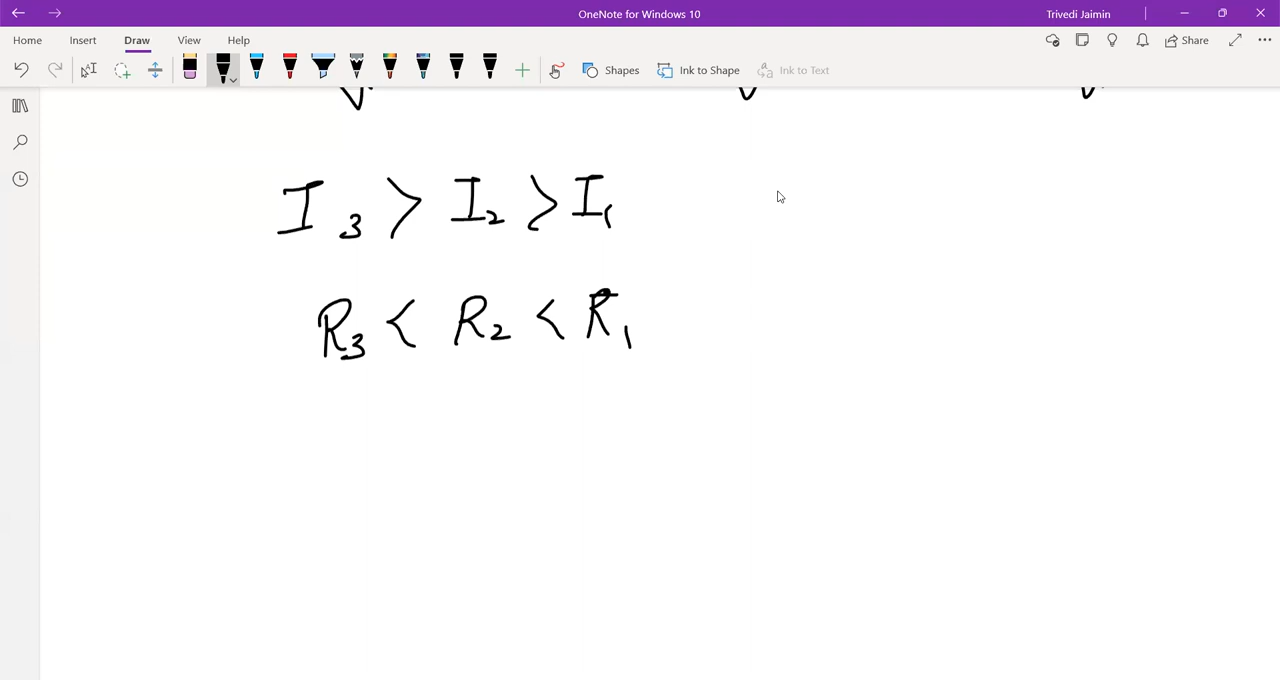 OneNote for Windows 10
Trivedi Jaimin
Home Insert Draw View Help
Share
Shapes Ink to Shape Ink to Text
I₃ > I₂ > I₁
R₃ < R₂ < R₁